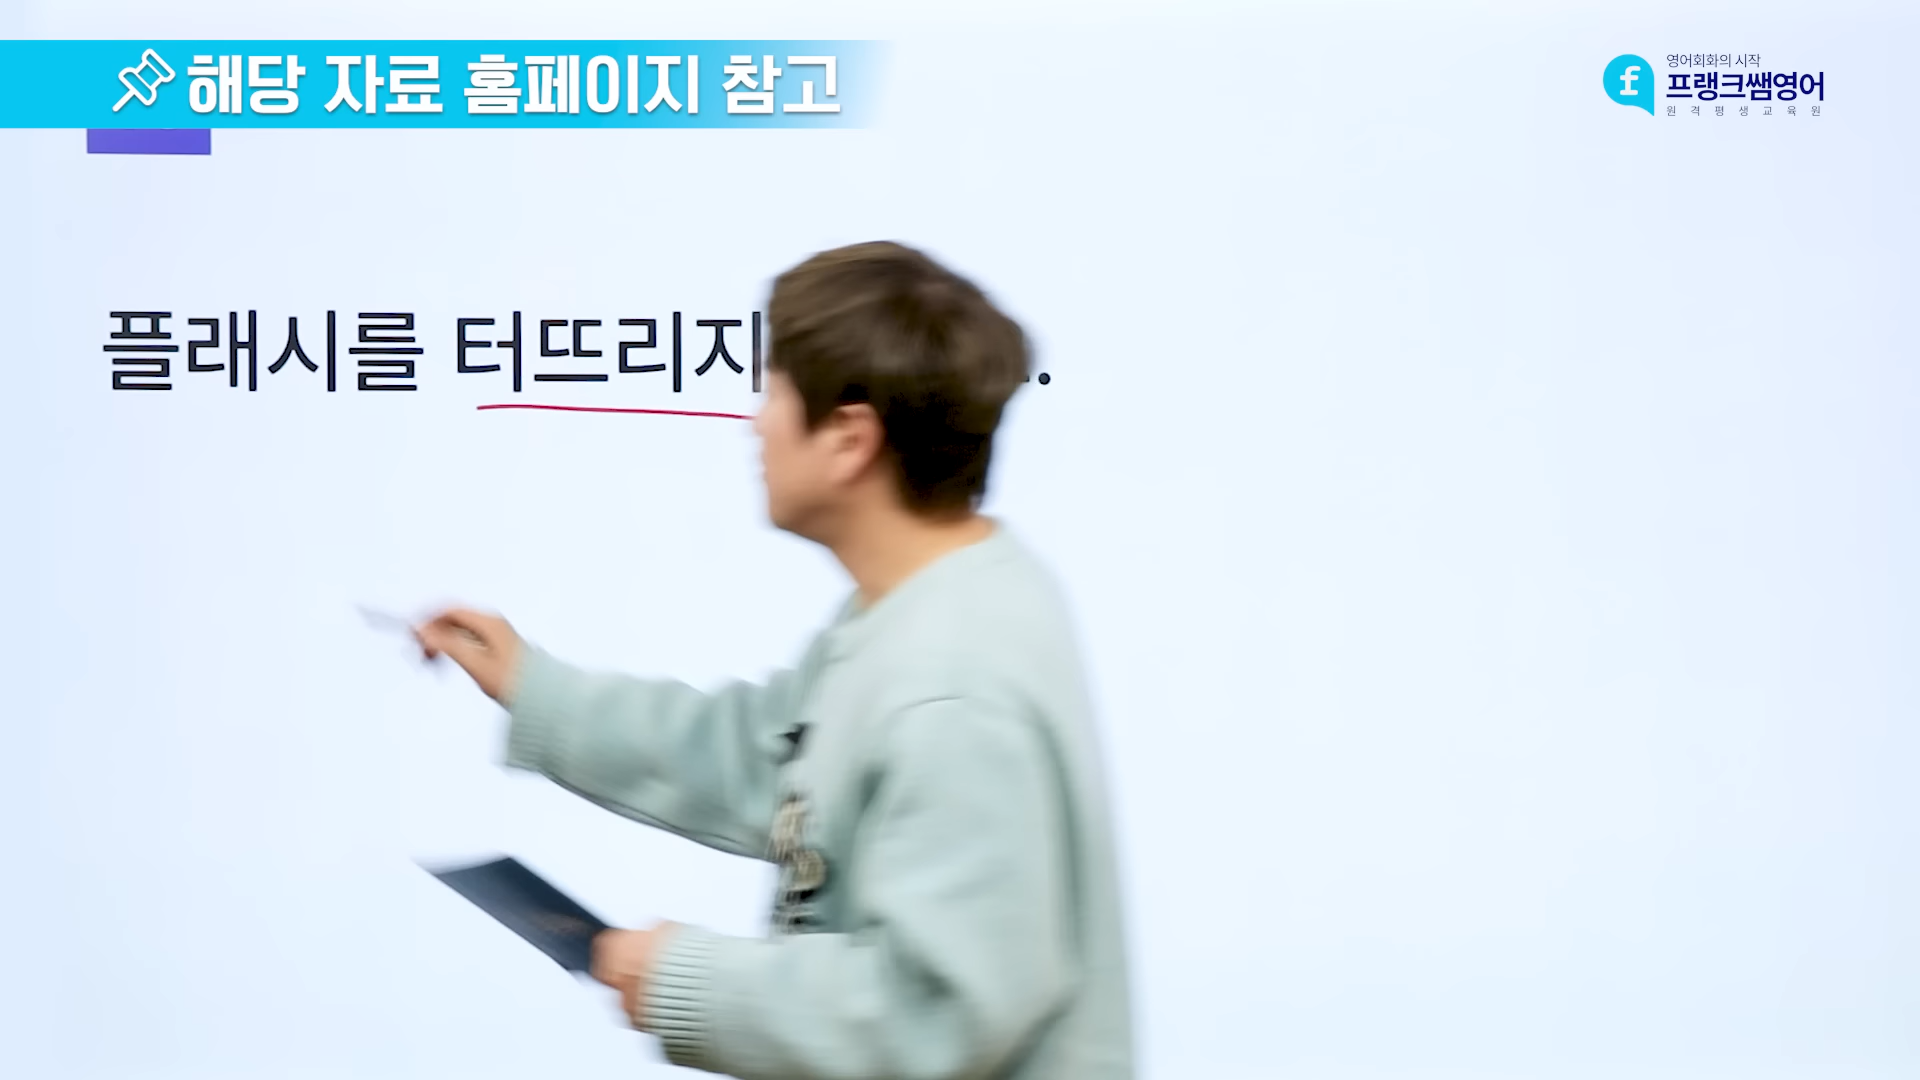 해당 자료 홈페이지 참고
영어회화의 시작
프랭크쌤영어
원격평생교육원
플래시를 터뜨리지